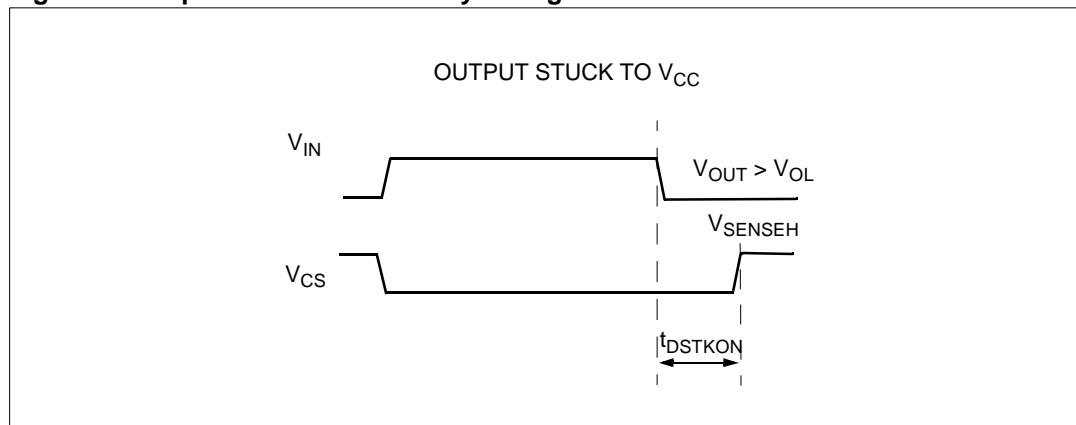 OUTPUT STUCK TO VCC
VIN
VOUT > VOL
VSENSEH
VCS
tDSTKON